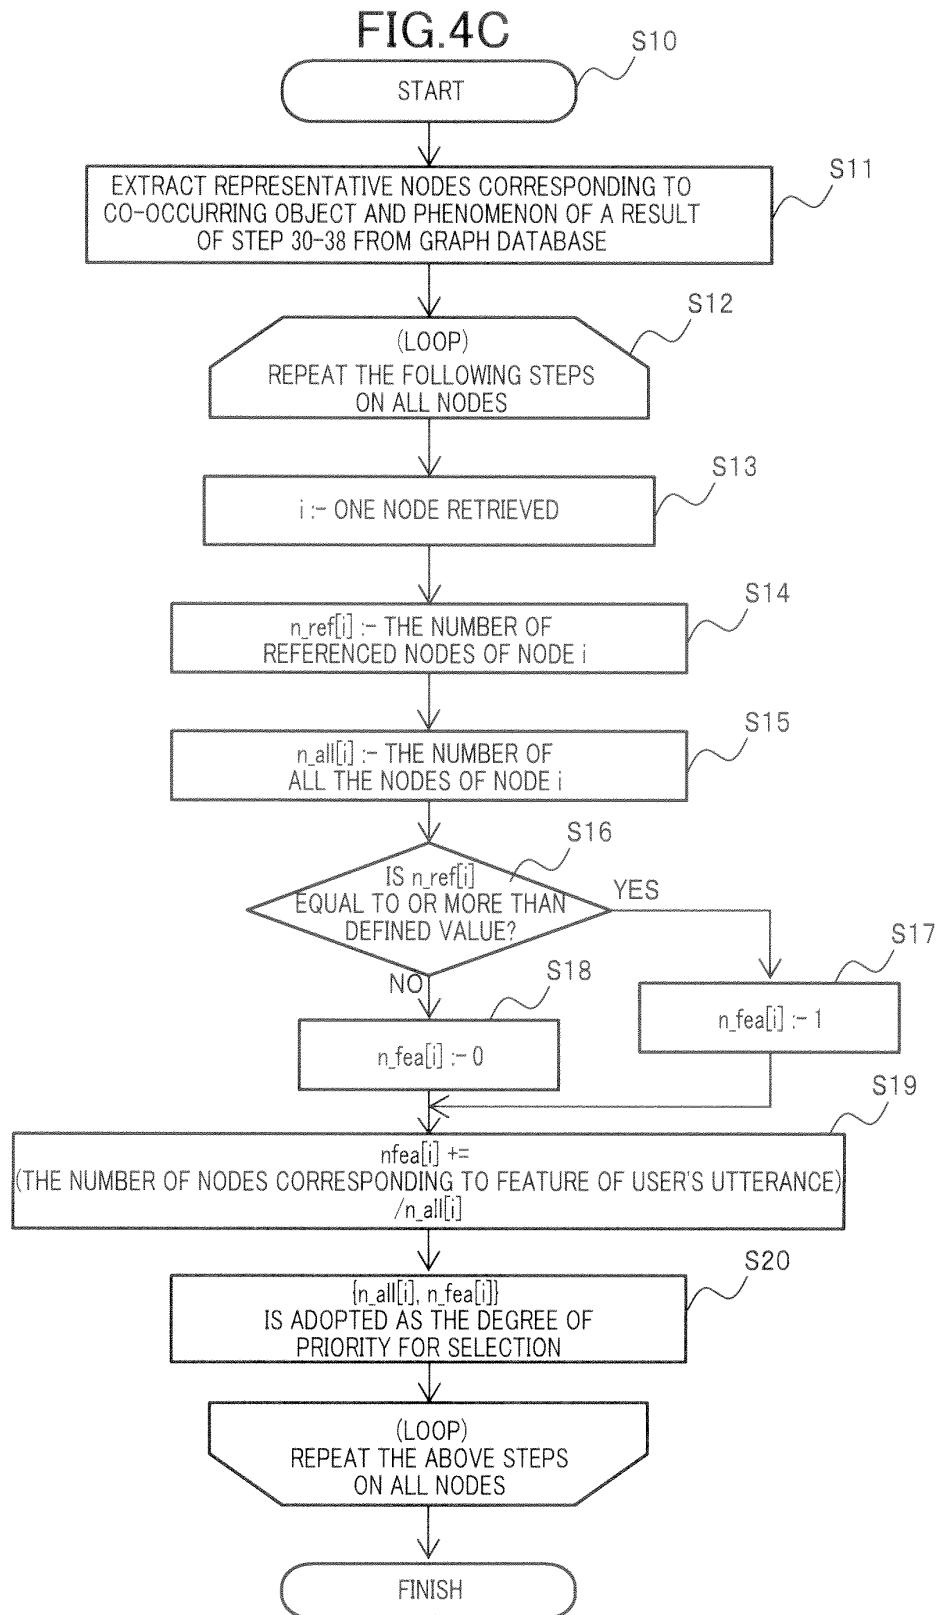 FIG.4C
S10
START
S11
EXTRACT REPRESENTATIVE NODES CORRESPONDING TO
CO-OCCURRING OBJECT AND PHENOMENON OF A RESULT
OF STEP 30-38 FROM GRAPH DATABASE
S12
(LOOP)
REPEAT THE FOLLOWING STEPS
ON ALL NODES
S13
i :- ONE NODE RETRIEVED
S14
n_ref[i] :- THE NUMBER OF
REFERENCED NODES OF NODE i
S15
n_all[i] :- THE NUMBER OF
ALL THE NODES OF NODE i
S16
IS n_ref[i]
EQUAL TO OR MORE THAN
DEFINED VALUE?
YES
S17
n_fea[i] :- 1
NO
S18
n_fea[i] :- 0
S19
nfea[i] +=
(THE NUMBER OF NODES CORRESPONDING TO FEATURE OF USER'S UTTERANCE)
/n_all[i]
S20
{n_all[i], n_fea[i]}
IS ADOPTED AS THE DEGREE OF
PRIORITY FOR SELECTION
(LOOP)
REPEAT THE ABOVE STEPS
ON ALL NODES
FINISH